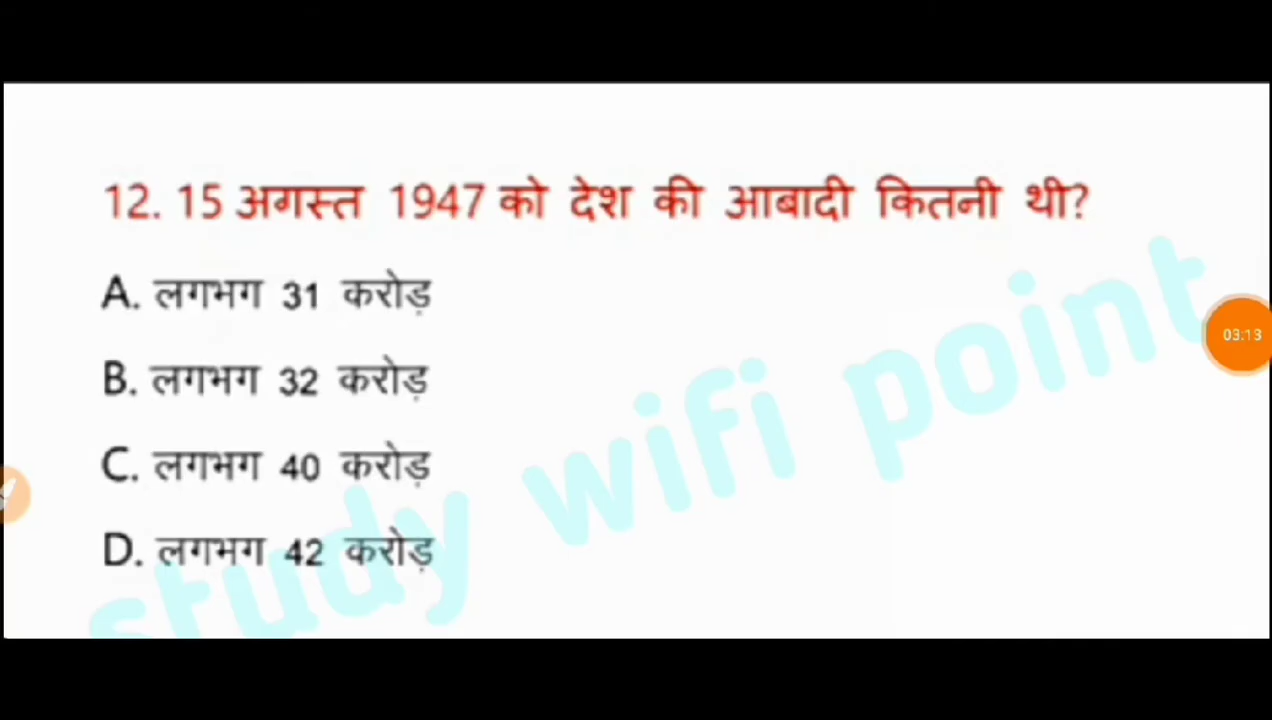 12. 15 अगस्त 1947 को देश की आबादी कितनी थी?
A. लगभग 31 करोड़
B. लगभग 32 करोड़
C. लगभग 40 करोड़
D. लगभग 42 करोड़
study wifi point
03:13